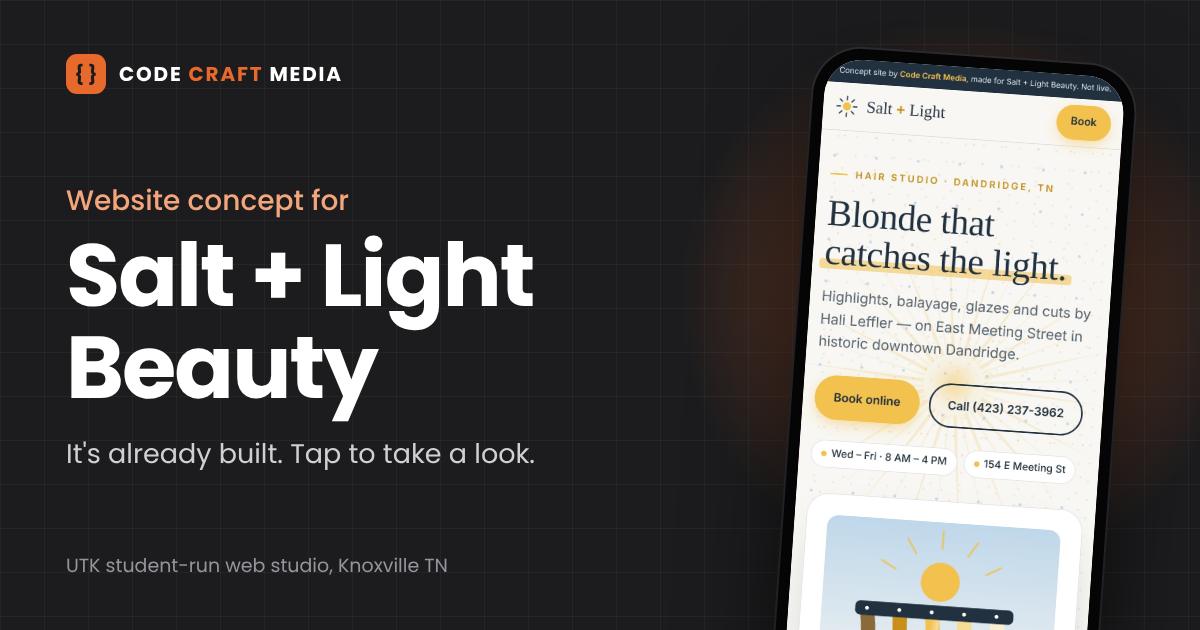 { } CODE CRAFT MEDIA
Website concept for
Salt + Light
Beauty
It's already built. Tap to take a look.
UTK student-run web studio, Knoxville TN
Concept site by Code Craft Media, made for Salt + Light Beauty. Not live.
Salt + Light
Book
HAIR STUDIO · DANDRIDGE, TN
Blonde that
catches the light.
Highlights, balayage, glazes and cuts by
Hali Leffler — on East Meeting Street in
historic downtown Dandridge.
Book online
Call (423) 237-3962
Wed – Fri · 8 AM – 4 PM
154 E Meeting St